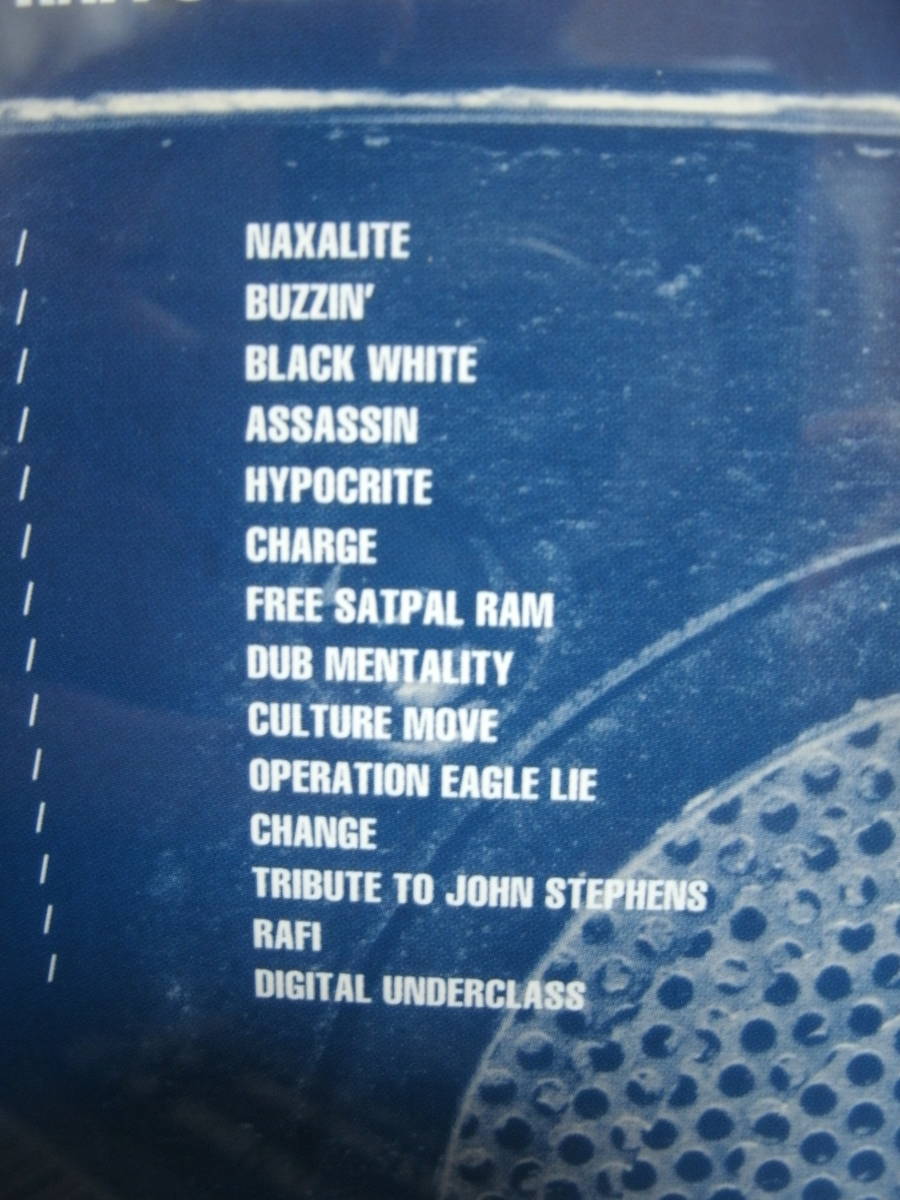 / NAXALITE
/ BUZZIN'
/ BLACK WHITE
/ ASSASSIN
/ HYPOCRITE
/ CHARGE
/ FREE SATPAL RAM
/ DUB MENTALITY
/ CULTURE MOVE
/ OPERATION EAGLE LIE
/ CHANGE
/ TRIBUTE TO JOHN STEPHENS
/ RAFI
/ DIGITAL UNDERCLASS